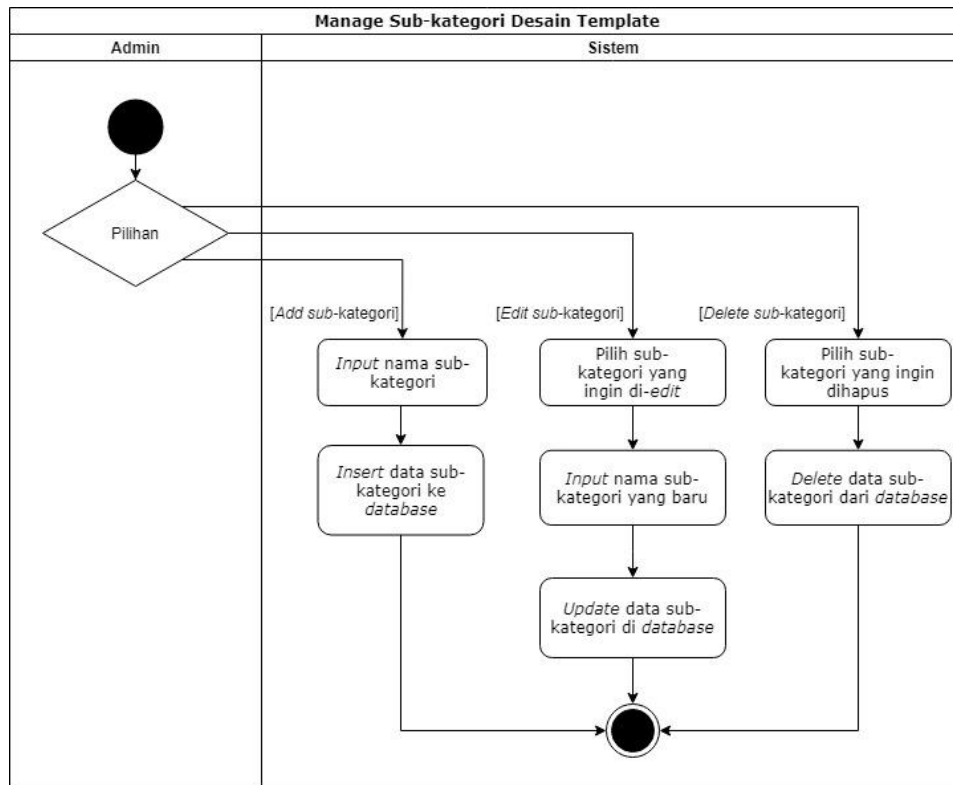 Manage Sub-kategori Desain Template
Admin
Sistem
Pilihan
[Add sub-kategori]
[Edit sub-kategori]
[Delete sub-kategori]
Input nama sub-
kategori
Pilih sub-
kategori yang
ingin di-edit
Pilih sub-
kategori yang ingin
dihapus
Insert data sub-
kategori ke
database
Input nama sub-
kategori yang baru
Delete data sub-
kategori dari database
Update data sub-
kategori di database